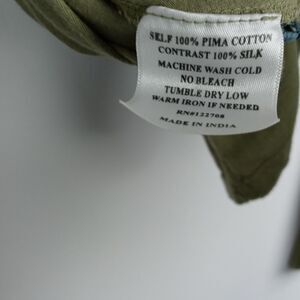 SELF 100% PIMA COTTON
CONTRAST 100% SILK
MACHINE WASH COLD
NO BLEACH
TUMBLE DRY LOW
WARM IRON IF NEEDED
RN#122708
MADE IN INDIA